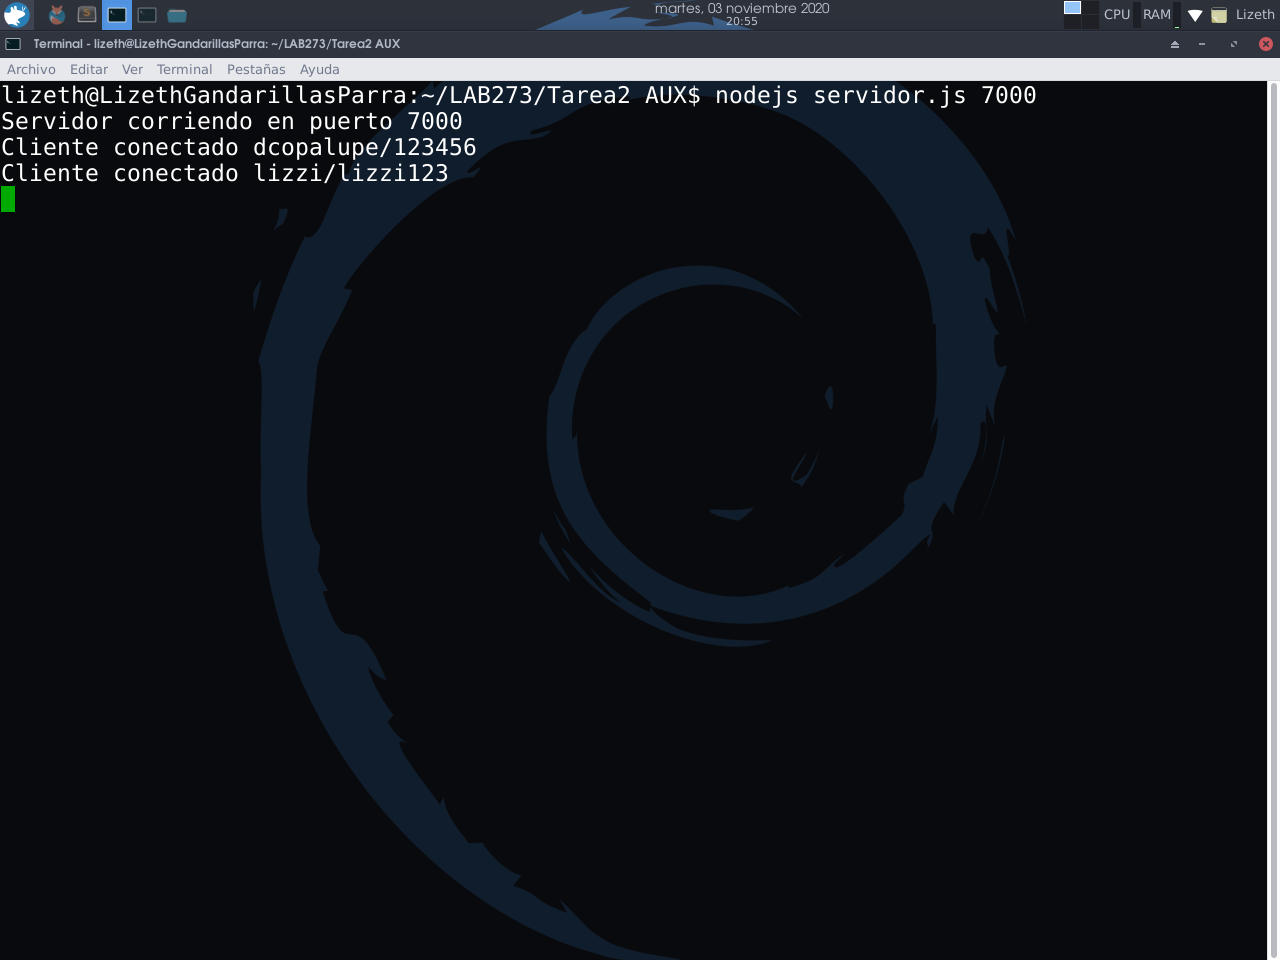 martes, 03 noviembre 2020
20:55
CPU RAM Lizeth
Terminal - lizeth@LizethGandarillasParra: ~/LAB273/Tarea2 AUX
Archivo Editar Ver Terminal Pestañas Ayuda
lizeth@LizethGandarillasParra:~/LAB273/Tarea2 AUX$ nodejs servidor.js 7000
Servidor corriendo en puerto 7000
Cliente conectado dcopalupe/123456
Cliente conectado lizzi/lizzi123